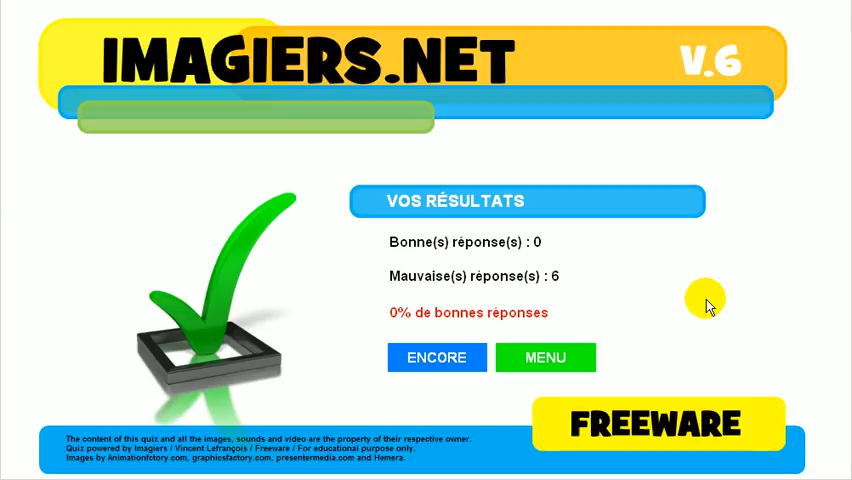 IMAGIERS.NET
V.6
VOS RÉSULTATS
Bonne(s) réponse(s) : 0
Mauvaise(s) réponse(s) : 6
0% de bonnes réponses
ENCORE
MENU
FREEWARE
The content of this quiz and all the images, sounds and video are the property of their respective owner.
Quiz powered by Imagiers / Vincent Lefrançois / Freeware / For educational purpose only.
Images by Animationfctory.com, graphicsfactory.com, presentermedia.com and Hemera.